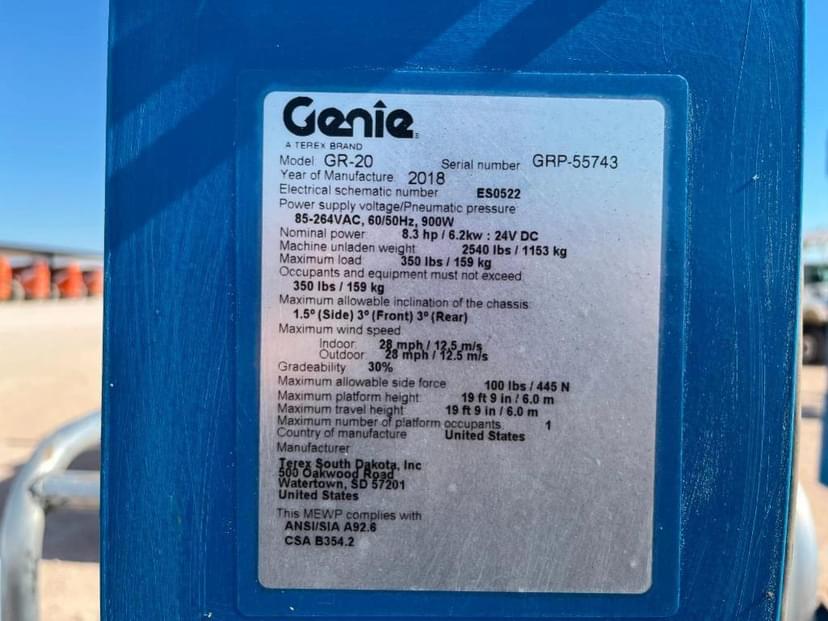 Genie
A TEREX BRAND
Model GR-20 Serial number GRP-55743
Year of Manufacture 2018
Electrical schematic number ES0522
Power supply voltage/Pneumatic pressure
85-264VAC, 60/50Hz, 900W
Nominal power 8.3 hp / 6.2kw : 24V DC
Machine unladen weight 2540 lbs / 1153 kg
Maximum load 350 lbs / 159 kg
Occupants and equipment must not exceed
350 lbs / 159 kg
Maximum allowable inclination of the chassis:
1.5º (Side) 3º (Front) 3º (Rear)
Maximum wind speed
Indoor: 28 mph / 12.5 m/s
Outdoor: 28 mph / 12.5 m/s
Gradeability 30%
Maximum allowable side force 100 lbs / 445 N
Maximum platform height 19 ft 9 in / 6.0 m
Maximum travel height 19 ft 9 in / 6.0 m
Maximum number of platform occupants 1
Country of manufacture United States
Manufacturer
Terex South Dakota, Inc
500 Oakwood Road
Watertown, SD 57201
United States
This MEWP complies with
ANSI/SIA A92.6
CSA B354.2